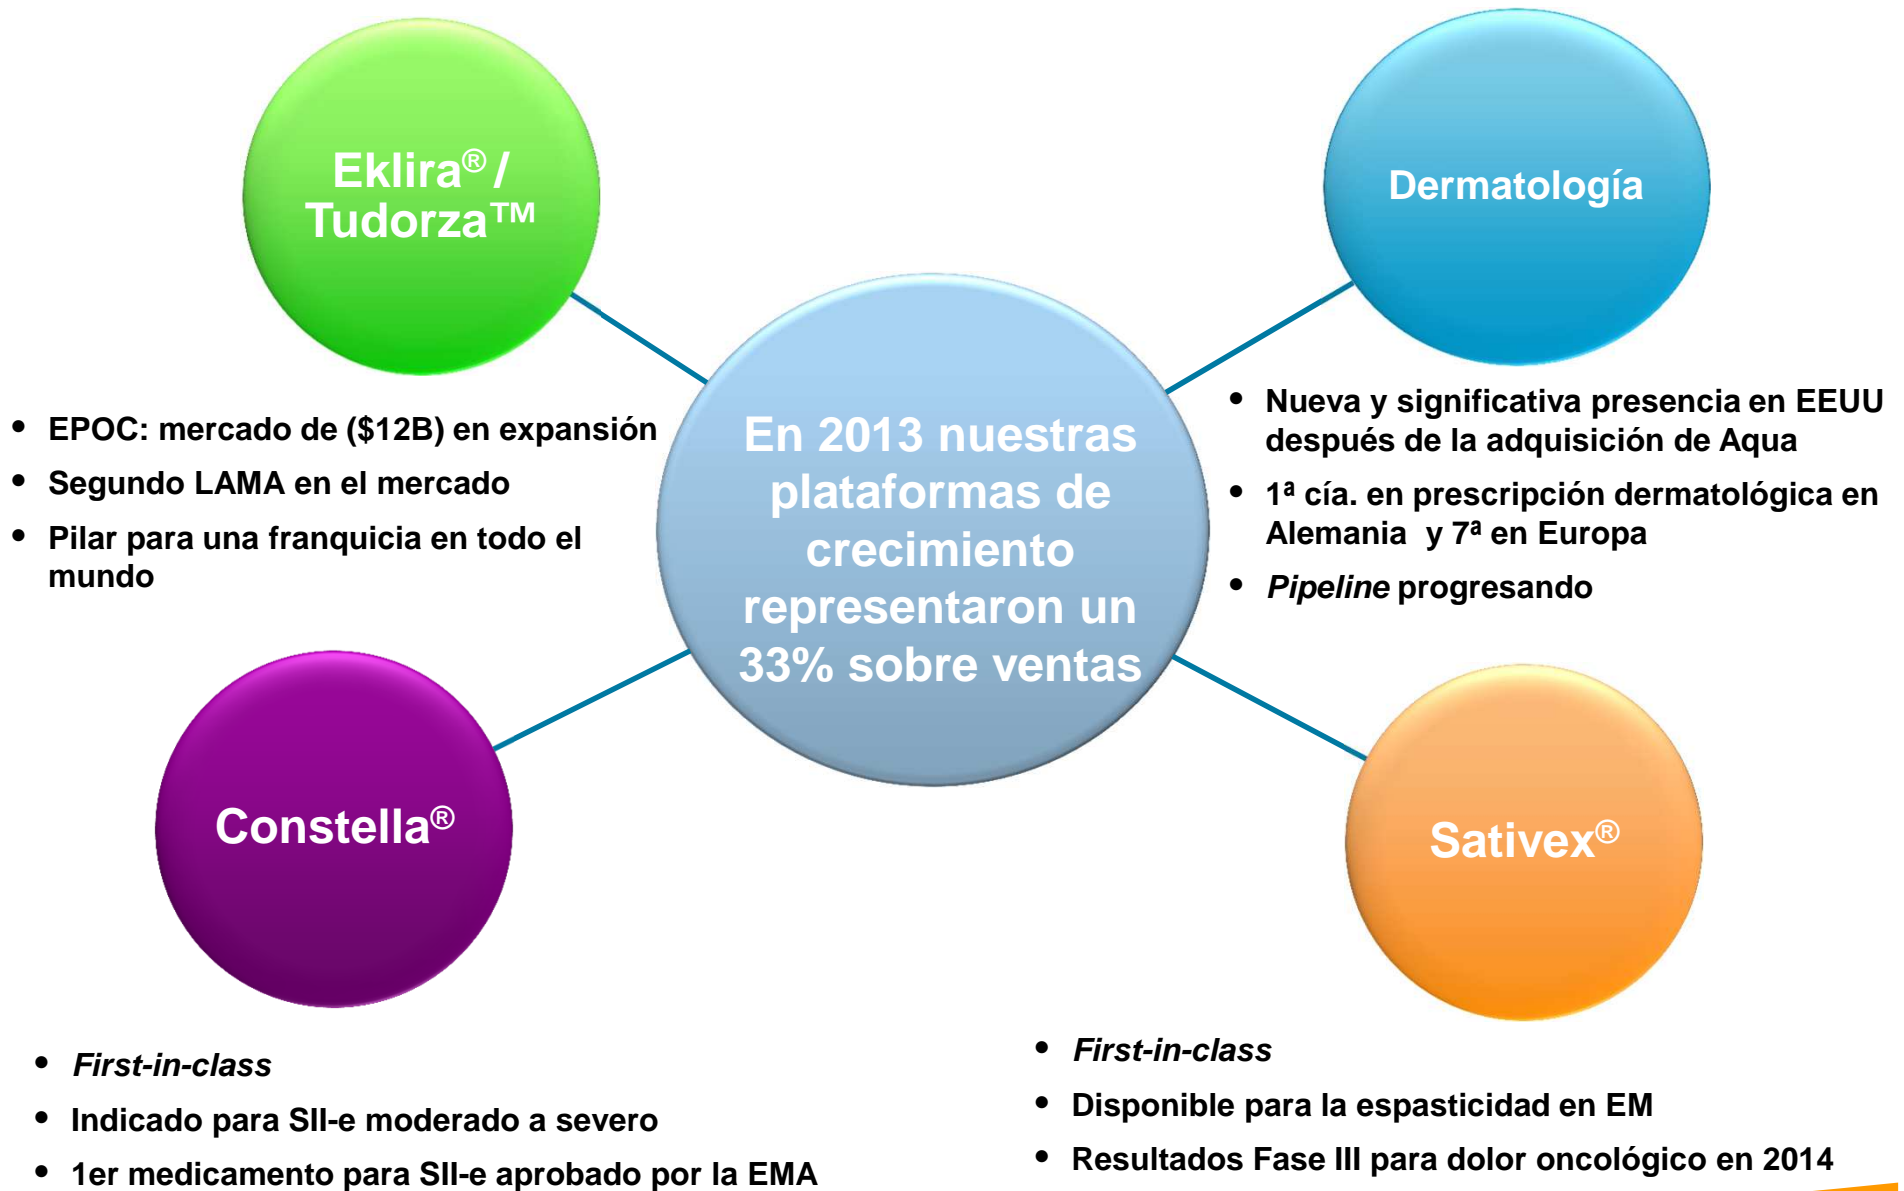 Eklira® /
Tudorza™
Dermatología
• EPOC: mercado de ($12B) en expansión
• Segundo LAMA en el mercado
• Pilar para una franquicia en todo el
mundo
En 2013 nuestras
plataformas de
crecimiento
representaron un
33% sobre ventas
• Nueva y significativa presencia en EEUU
después de la adquisición de Aqua
• 1ª cía. en prescripción dermatológica en
Alemania y 7ª en Europa
• Pipeline progresando
Constella®
Sativex®
• First-in-class
• Indicado para SII-e moderado a severo
• 1er medicamento para SII-e aprobado por la EMA
• First-in-class
• Disponible para la espasticidad en EM
• Resultados Fase III para dolor oncológico en 2014